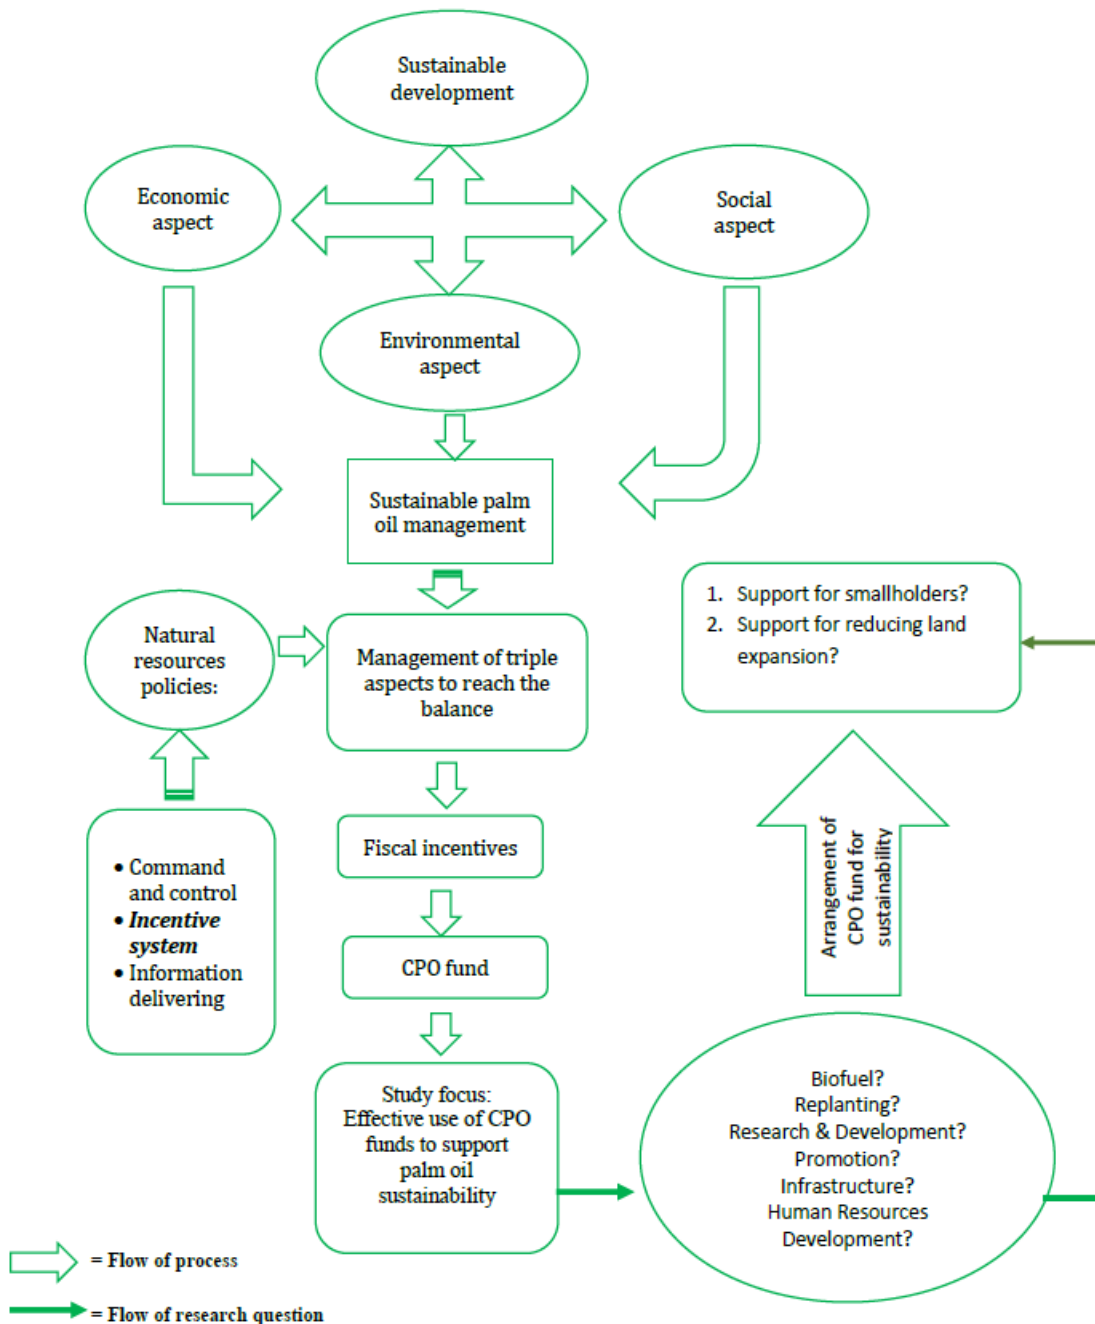 Sustainable
development
Economic
aspect
Social
aspect
Environmental
aspect
Sustainable palm
oil management
Natural
resources
policies:
Management of triple
aspects to reach the
balance
1. Support for smallholders?
2. Support for reducing land
expansion?
• Command
and control
• Incentive
system
• Information
delivering
Fiscal incentives
CPO fund
Arrangement of
CPO fund for
sustainability
Study focus:
Effective use of CPO
funds to support
palm oil
sustainability
Biofuel?
Replanting?
Research & Development?
Promotion?
Infrastructure?
Human Resources
Development?
= Flow of process
= Flow of research question